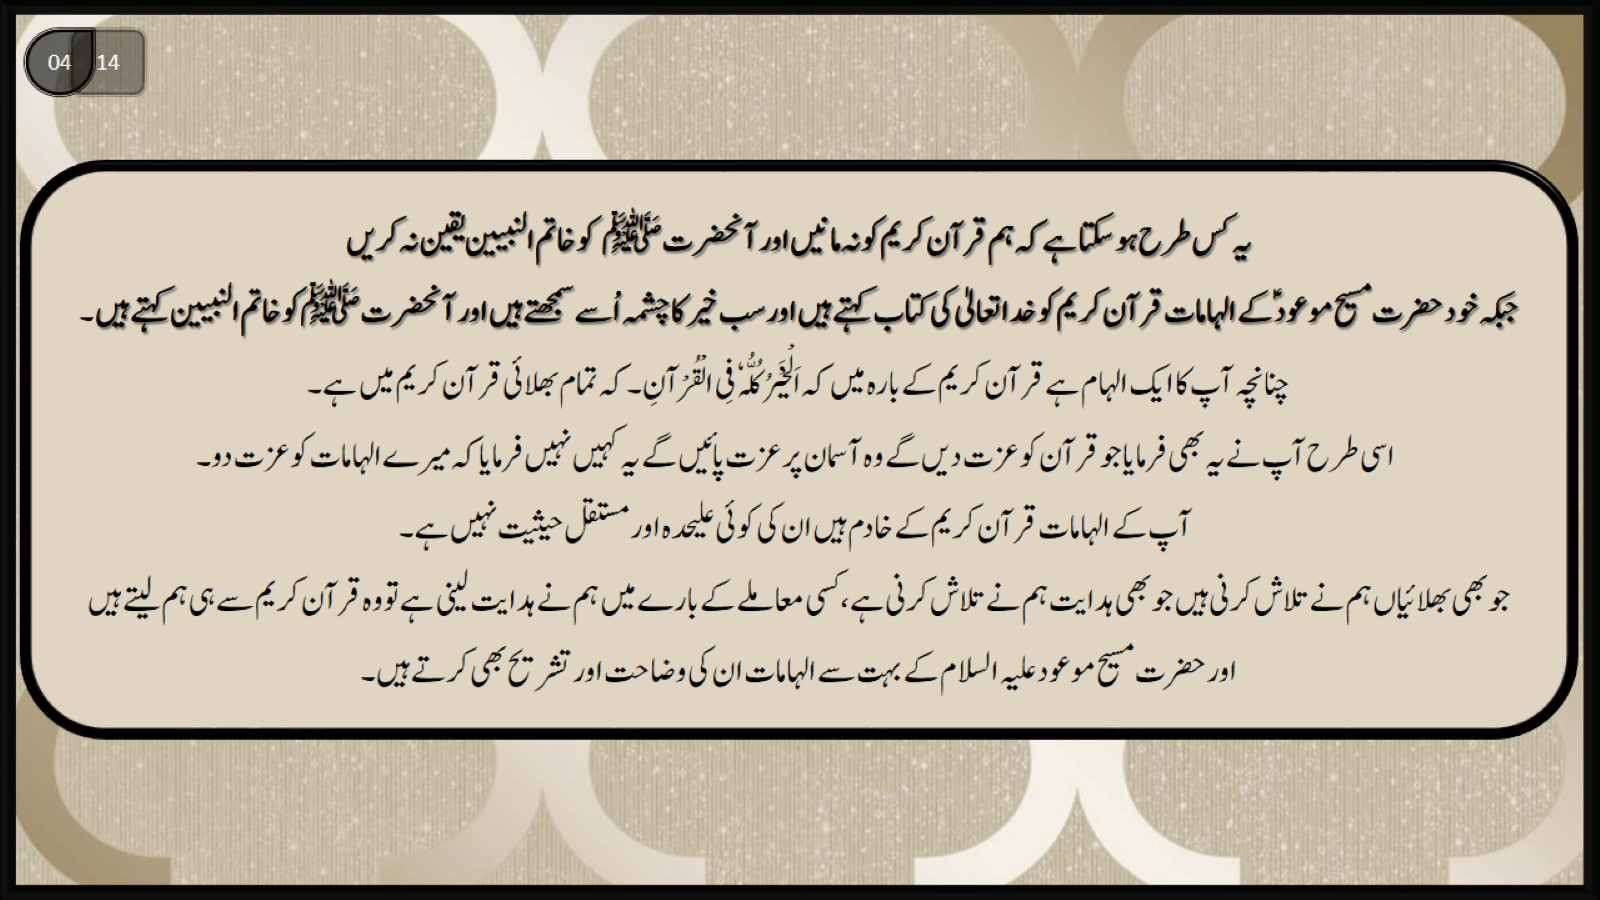 04 14
یہ کس طرح ہو سکتا ہے کہ ہم قرآن کریم کو نہ مانیں اور آنحضرت ﷺ کو خاتم النبیین یقین نہ کریں
جبکہ خود حضرت مسیح موعودؑ کے الہامات قرآن کریم کو خدا تعالٰی کی کتاب کہتے ہیں اور سب خیر کا چشمہ اُسے سمجھتے ہیں اور آنحضرت ﷺ کو خاتم النبیین کہتے ہیں۔
چنانچہ آپ کا ایک الہام ہے قرآن کریم کے بارہ میں کہ اَلْخَیْرُ کُلُّہٗ فِی الْقُرْآنِ۔ کہ تمام بھلائی قرآن کریم میں ہے۔
اسی طرح آپ نے یہ بھی فرمایا جو قرآن کو عزت دیں گے وہ آسمان پر عزت پائیں گے یہ کہیں نہیں فرمایا کہ میرے الہامات کو عزت دو۔
آپ کے الہامات قرآن کریم کے خادم ہیں ان کی کوئی علیحدہ اور مستقل حیثیت نہیں ہے۔
جو بھی بھلائیاں ہم نے تلاش کرنی ہیں جو بھی ہدایت ہم نے تلاش کرنی ہے، کسی معاملے کے بارے میں ہم نے ہدایت لینی ہے تو وہ قرآن کریم سے ہی ہم لیتے ہیں
اور حضرت مسیح موعود علیہ السلام کے بہت سے الہامات ان کی وضاحت اور تشریح بھی کرتے ہیں۔